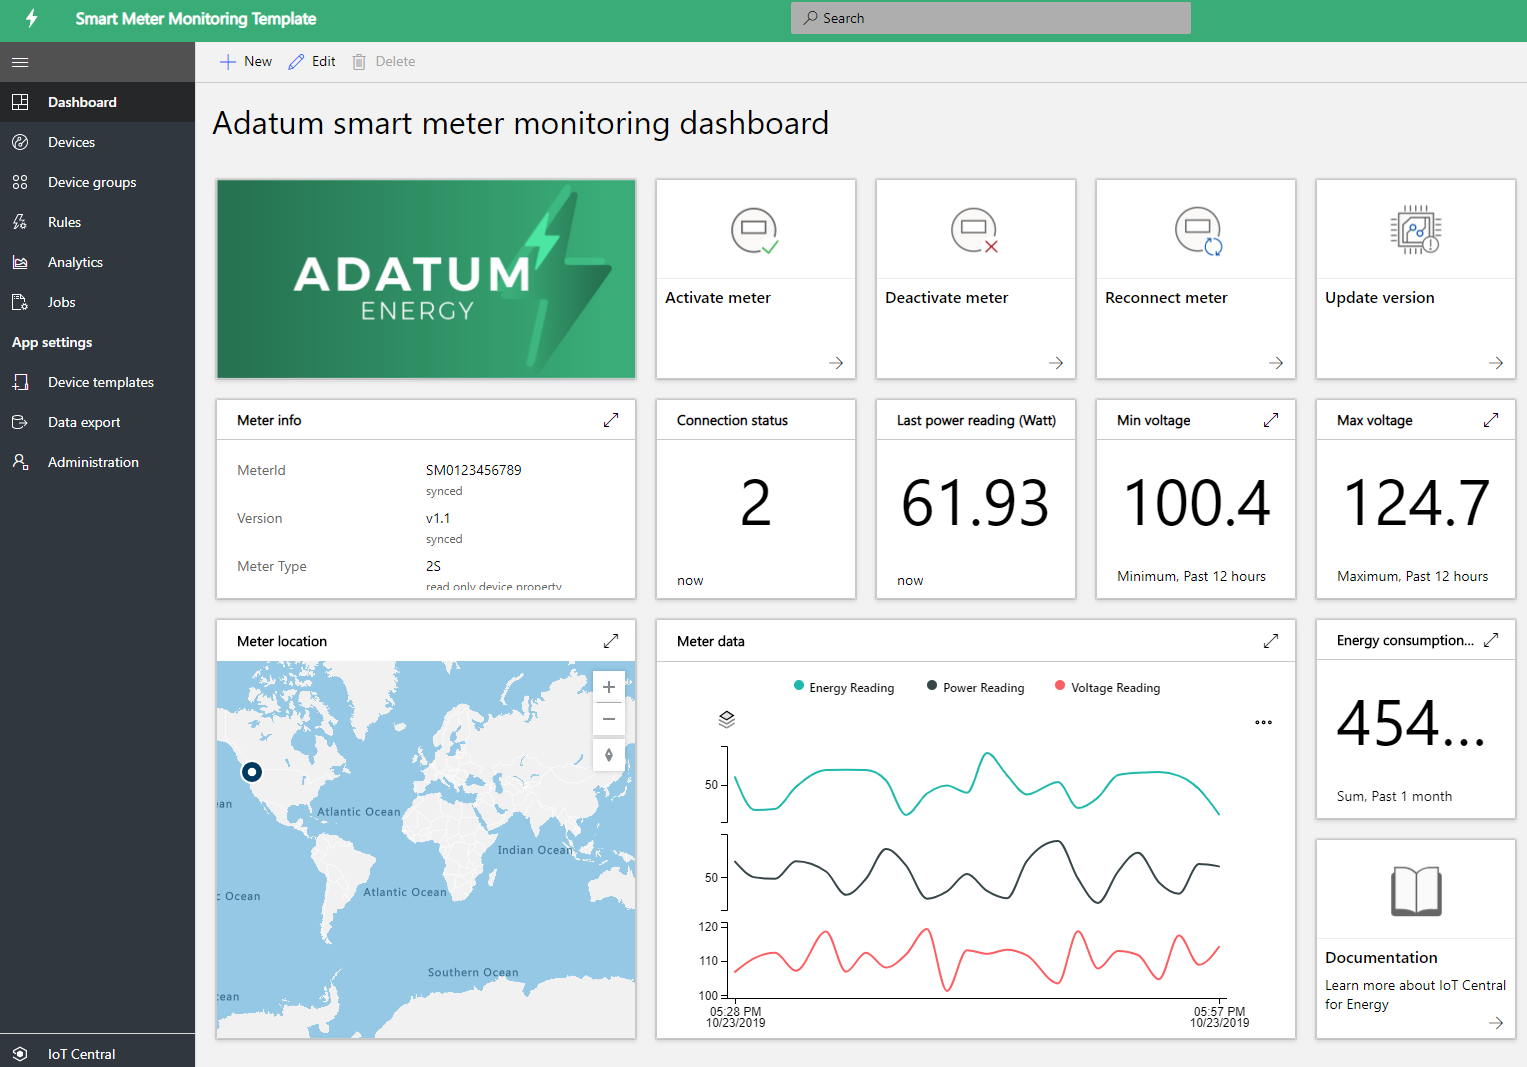 Smart Meter Monitoring Template
Search
New
Edit
Delete
Dashboard
Devices
Device groups
Rules
Analytics
Jobs
App settings
Device templates
Data export
Administration
IoT Central
Adatum smart meter monitoring dashboard
ADATUM
ENERGY
Activate meter
Deactivate meter
Reconnect meter
Update version
Meter info
MeterId
SM0123456789
synced
Version
v1.1
synced
Meter Type
2S
read only device property
Connection status
2
now
Last power reading (Watt)
61.93
now
Min voltage
100.4
Minimum, Past 12 hours
Max voltage
124.7
Maximum, Past 12 hours
Meter location
ean
Atlantic Ocean
Indian Ocean
c Ocean
Atlantic Ocean
Southern Ocean
ean
Meter data
Energy Reading
Power Reading
Voltage Reading
50
50
120
110
100
05:28 PM
10/23/2019
05:57 PM
10/23/2019
Energy consumption...
454...
Sum, Past 1 month
Documentation
Learn more about IoT Central
for Energy